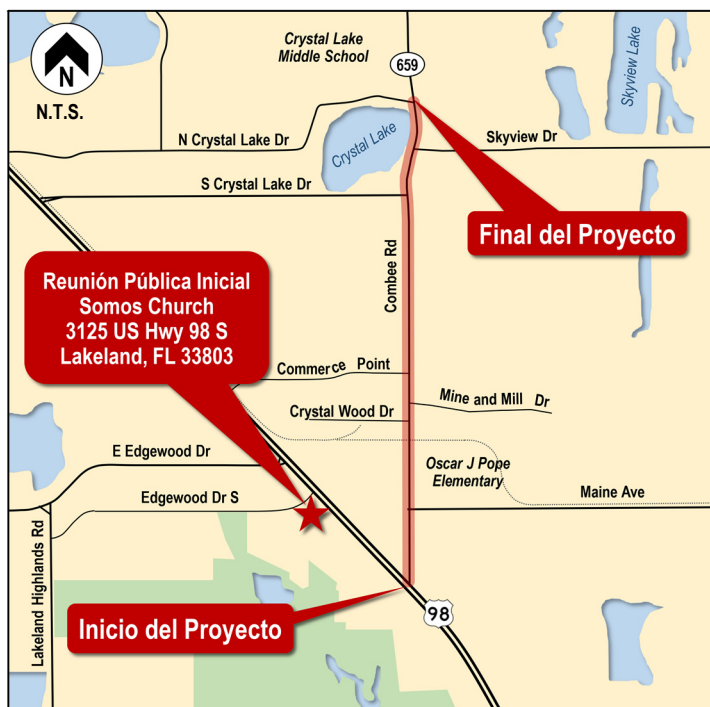 Crystal Lake
Middle School
659
Skyview Lake
N
N.T.S.
N Crystal Lake Dr
Crystal Lake
Skyview Dr
S Crystal Lake Dr
Final del Proyecto
Combee Rd
Reunión Pública Inicial
Somos Church
3125 US Hwy 98 S
Lakeland, FL 33803
Commerce Point
Mine and Mill Dr
Crystal Wood Dr
E Edgewood Dr
Oscar J Pope
Elementary
Maine Ave
Edgewood Dr S
Lakeland Highlands Rd
Inicio del Proyecto
98